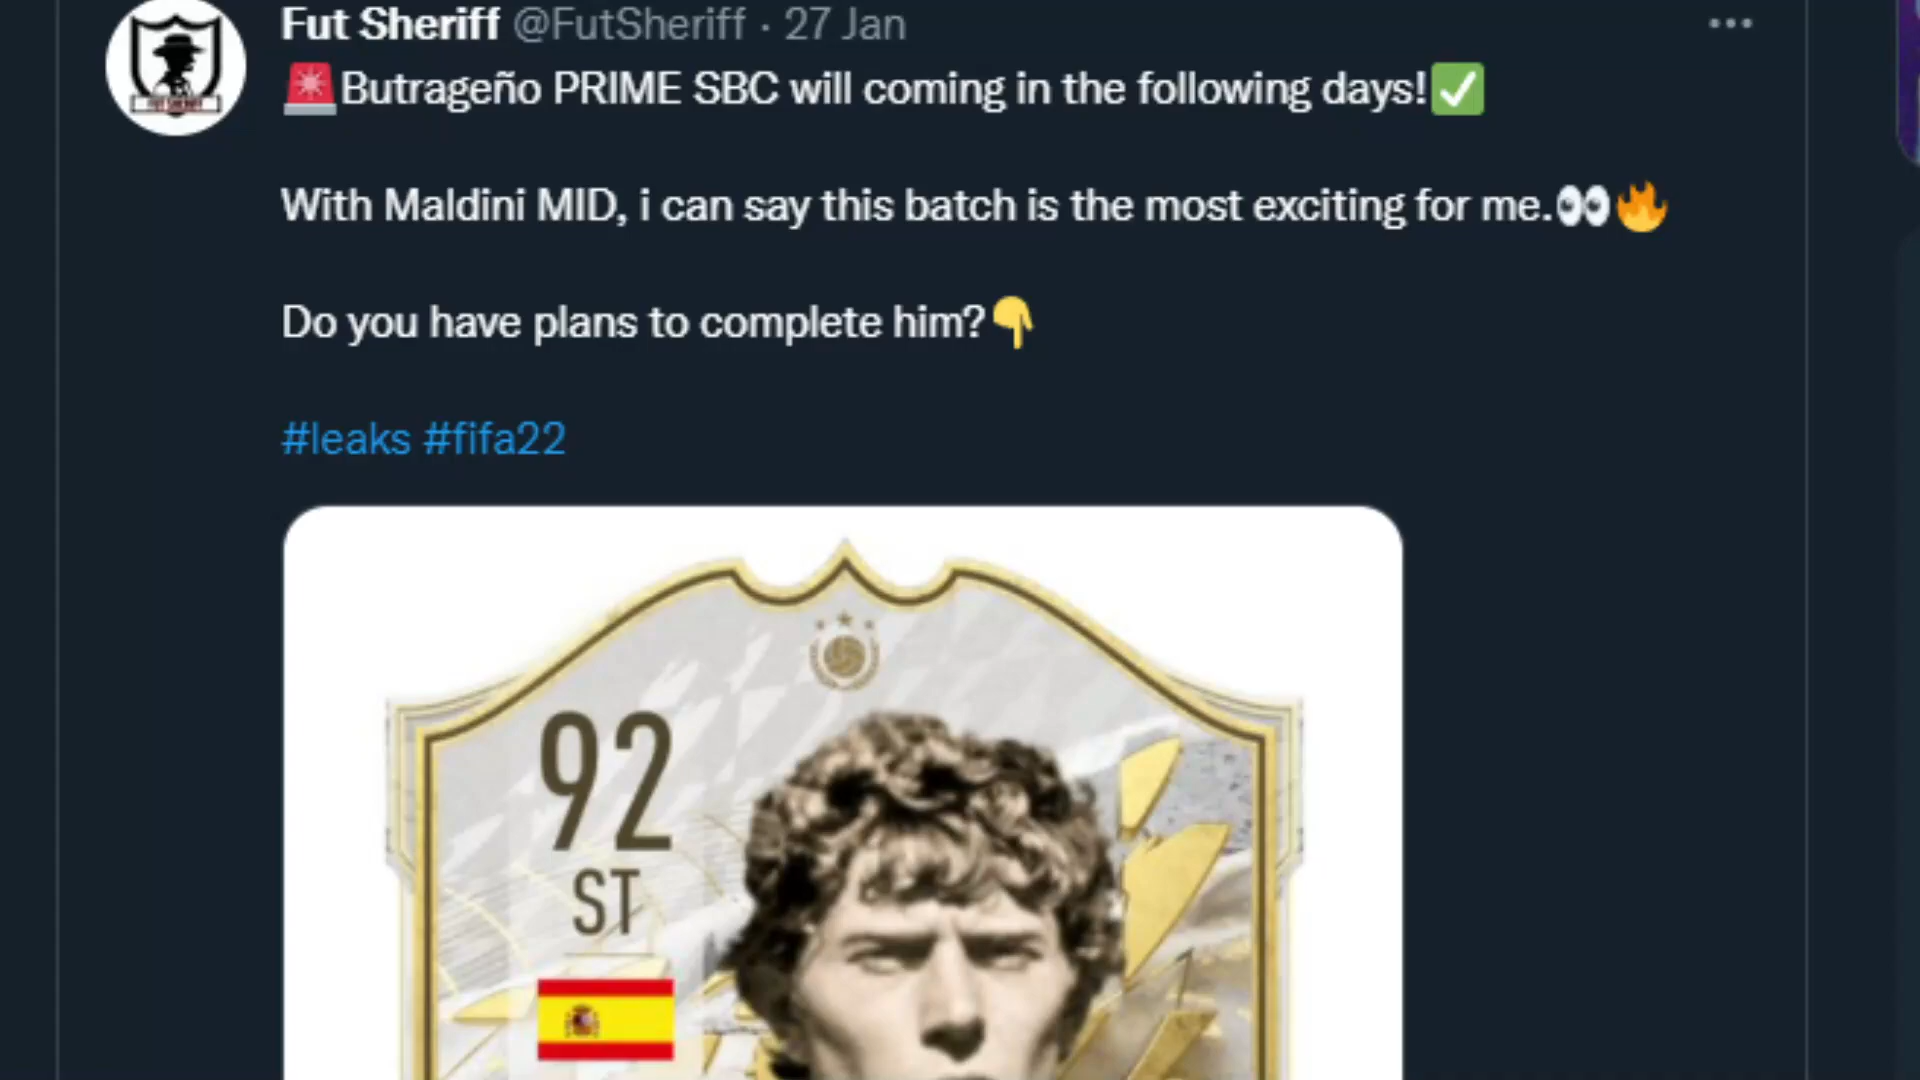 Fut Sheriff @FutSheriff · 27 Jan
🚨Butrageño PRIME SBC will coming in the following days!✅
With Maldini MID, i can say this batch is the most exciting for me.👀🔥
Do you have plans to complete him?👇
#leaks #fifa22
92
ST